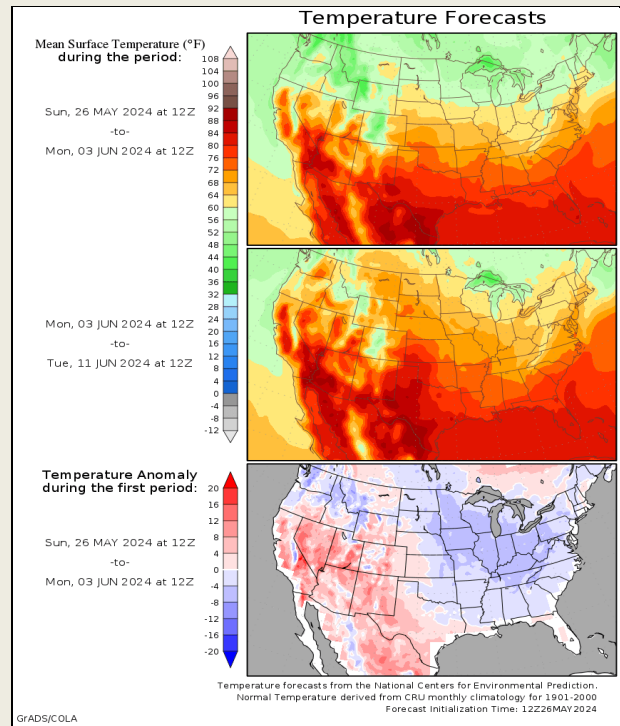 Temperature Forecasts
Mean Surface Temperature (°F)
during the period:
108
104
100
96
92
88
84
80
76
72
68
64
60
56
52
48
44
40
36
32
28
24
20
16
12
8
4
0
-4
-8
-12
Sun, 26 MAY 2024 at 12Z
-to-
Mon, 03 JUN 2024 at 12Z
Mon, 03 JUN 2024 at 12Z
-to-
Tue, 11 JUN 2024 at 12Z
Temperature Anomaly
during the first period:
20
16
12
8
4
0
-4
-8
-12
-16
-20
Sun, 26 MAY 2024 at 12Z
-to-
Mon, 03 JUN 2024 at 12Z
Temperature forecasts from the National Centers for Environmental Prediction.
Normal Temperature derived from CRU monthly climatology for 1901-2000
Forecast Initialization Time: 12Z26MAY2024
GrADS/COLA